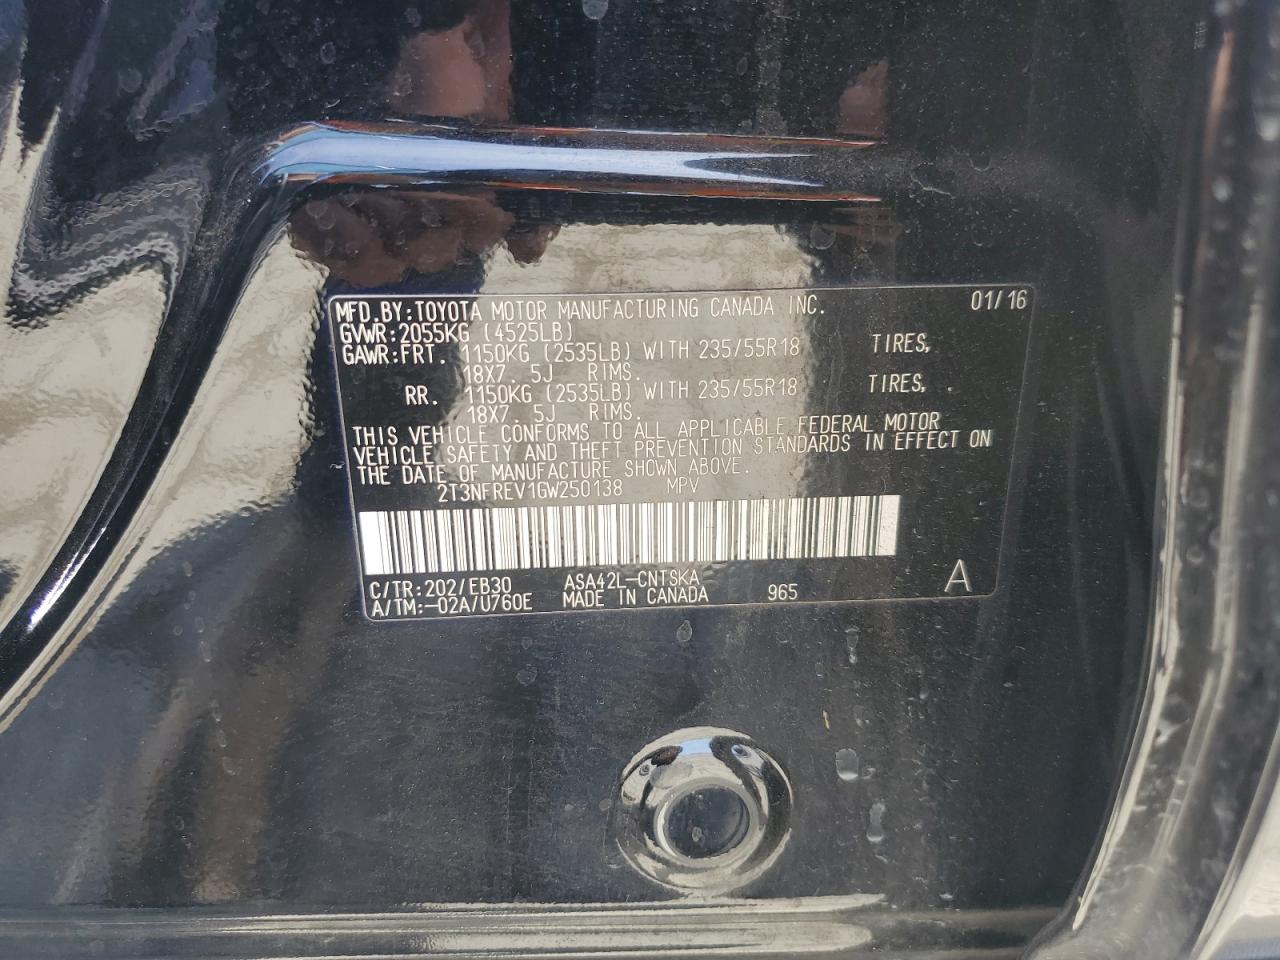 MFD.BY:TOYOTA MOTOR MANUFACTURING CANADA INC. 01/16
GVWR:2055KG (4525LB)
GAWR:FRT. 1150KG (2535LB) WITH 235/55R18 TIRES,
18X7. 5J RIMS.
RR. 1150KG (2535LB) WITH 235/55R18 TIRES, .
18X7. 5J RIMS.
THIS VEHICLE CONFORMS TO ALL APPLICABLE FEDERAL MOTOR
VEHICLE SAFETY AND THEFT PREVENTION STANDARDS IN EFFECT ON
THE DATE OF MANUFACTURE SHOWN ABOVE.
2T3NFREV1GW250138 MPV
C/TR:202/EB30 ASA42L-CNTSKA 965 A
A/TM:-02A/U760E MADE IN CANADA